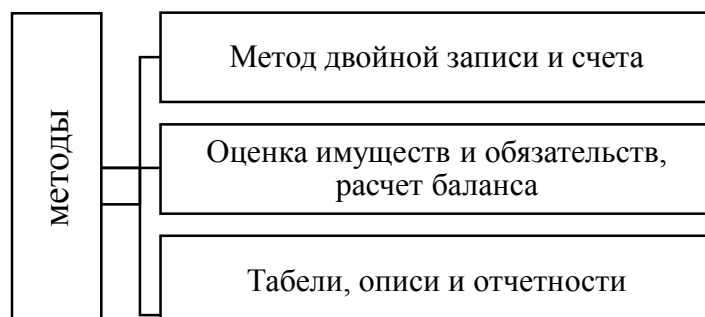 методы
Метод двойной записи и счета
Оценка имуществ и обязательств,
расчет баланса
Табели, описи и отчетности